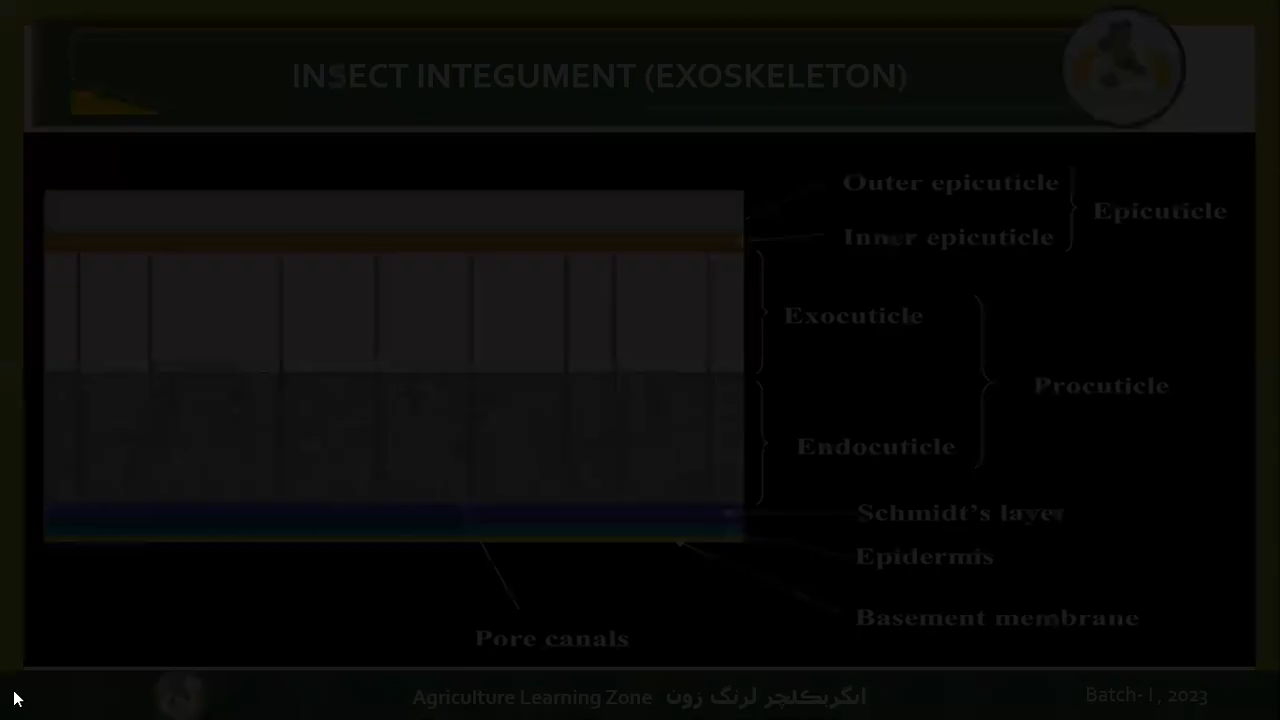 INSECT INTEGUMENT (EXOSKELETON)
Outer epicuticle
Epicuticle
Inner epicuticle
Exocuticle
Procuticle
Endocuticle
Schmidt's layer
Epidermis
Basement membrane
Pore canals
Agriculture Learning Zone انگریکلچر لرنگ زون
Batch- I, 2023